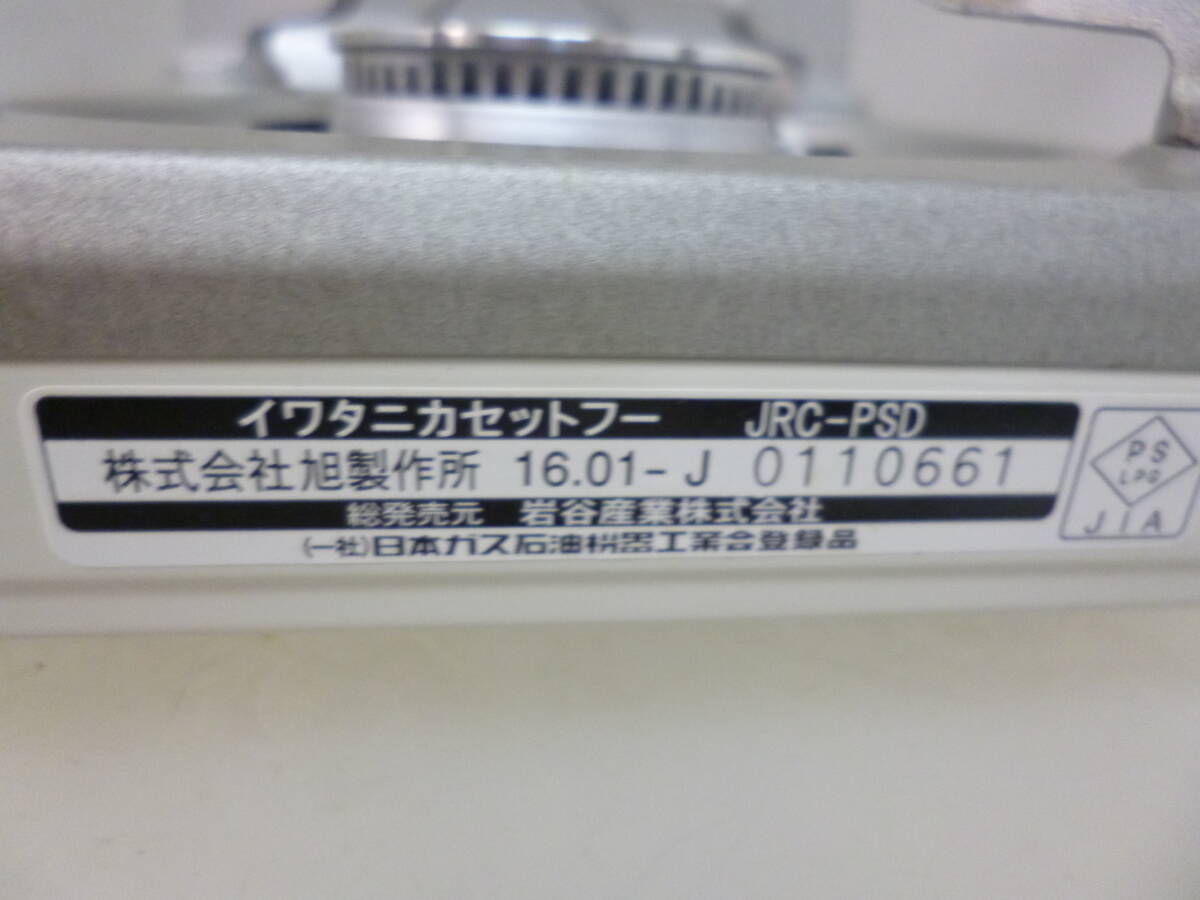 イワタニカセットフー JRC-PSD
株式会社旭製作所 16.01-J 0110661
総発売元 岩谷産業株式会社
(一社)日本ガス石油機器工業会登録品
PS
LPG
JIA